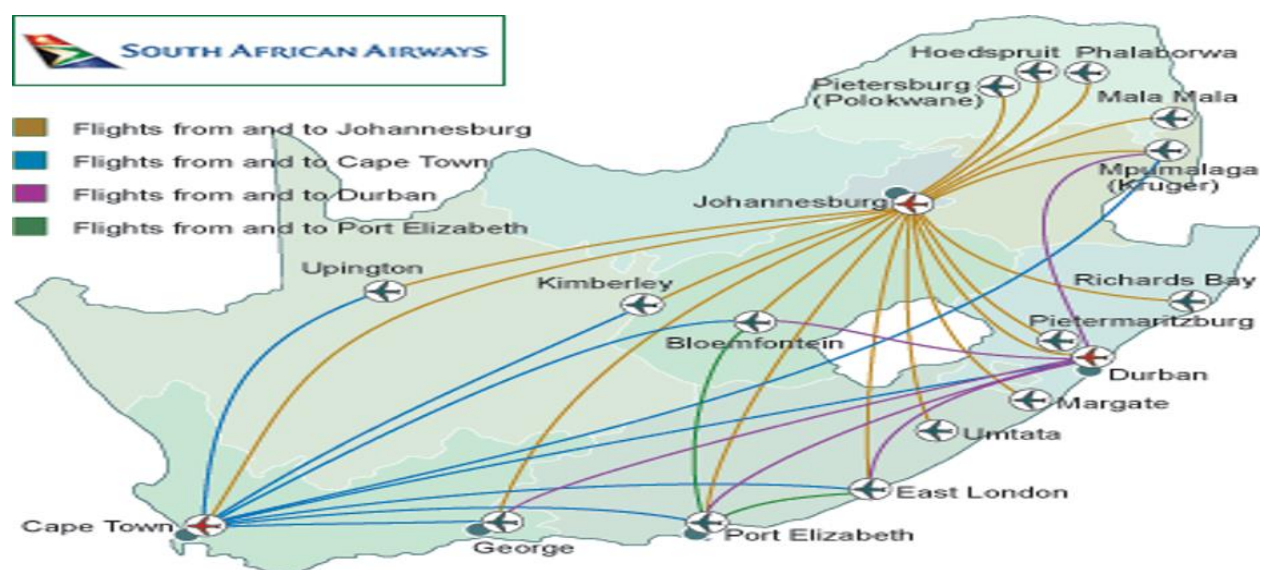 SOUTH AFRICAN AIRWAYS
Flights from and to Johannesburg
Flights from and to Cape Town
Flights from and to Durban
Flights from and to Port Elizabeth
Hoedspruit
Phalaborwa
Pietersburg
(Polokwane)
Mala Mala
Mpumalaga
(Kruger)
Johannesburg
Upington
Kimberley
Richards Bay
Bloemfontein
Pietermaritzburg
Durban
Margate
Umtata
East London
Cape Town
George
Port Elizabeth